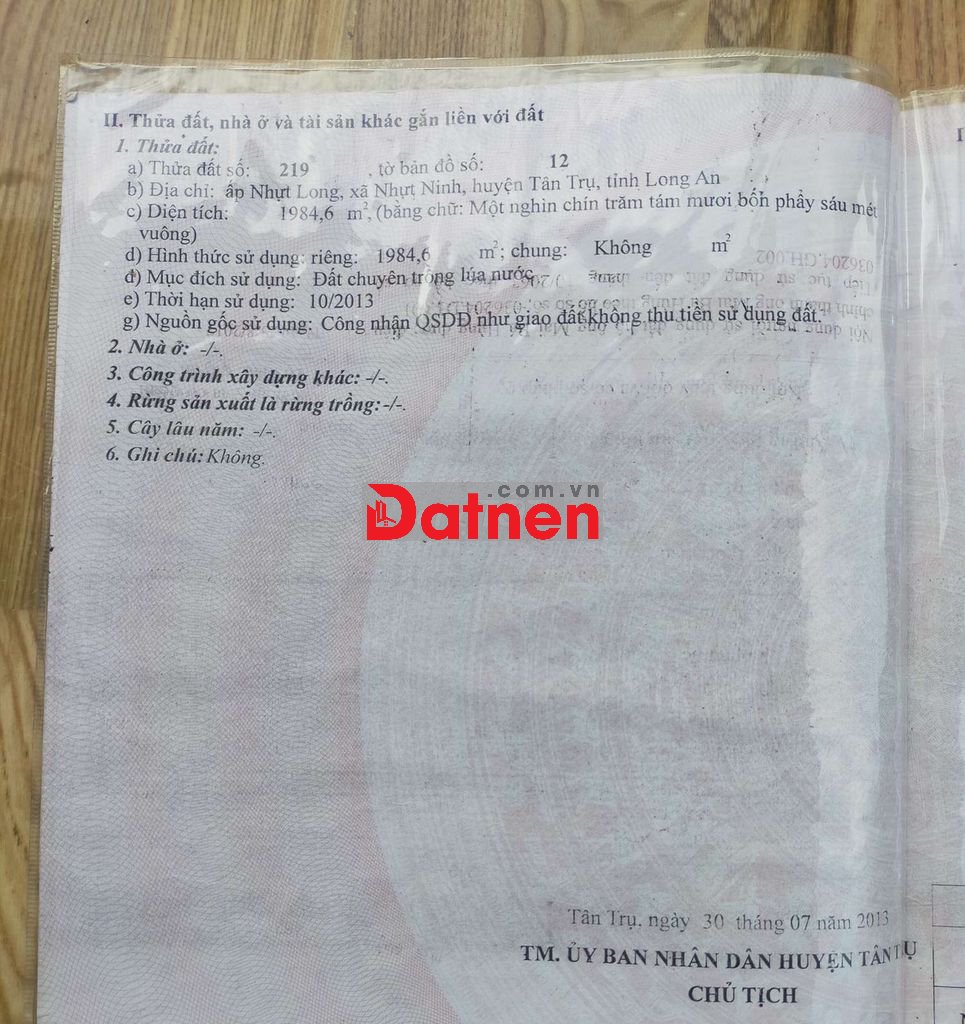 II. Thửa đất, nhà ở và tài sản khác gắn liền với đất
1. Thửa đất:
a) Thửa đất số: 219 , tờ bản đồ số: 12
b) Địa chỉ: ấp Nhựt Long, xã Nhựt Ninh, huyện Tân Trụ, tỉnh Long An
c) Diện tích: 1984,6 m², (bằng chữ: Một nghìn chín trăm tám mươi bốn phẩy sáu mét
vuông)
d) Hình thức sử dụng: riêng: 1984,6 m²; chung: Không m²
036204.GH.002
đ) Mục đích sử dụng: Đất chuyên trồng lúa nước
e) Thời hạn sử dụng: 10/2013
g) Nguồn gốc sử dụng: Công nhận QSDĐ như giao đất không thu tiền sử dụng đất.
2. Nhà ở: -/-.
3. Công trình xây dựng khác: -/-.
4. Rừng sản xuất là rừng trồng: -/-.
5. Cây lâu năm: -/-.
6. Ghi chú: Không.
.com.vn
Datnen
Tân Trụ, ngày 30 tháng 07 năm 2013
TM. ỦY BAN NHÂN DÂN HUYỆN TÂN TRỤ
CHỦ TỊCH